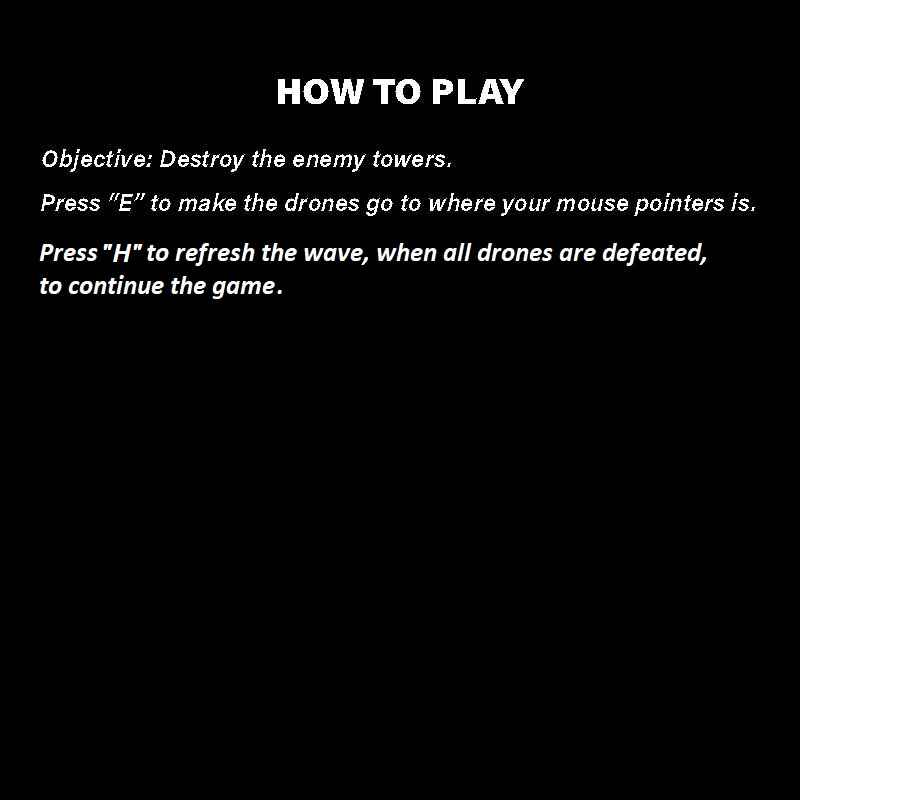 HOW TO PLAY
Objective: Destroy the enemy towers.
Press “E” to make the drones go to where your mouse pointers is.
Press "H" to refresh the wave, when all drones are defeated,
to continue the game.